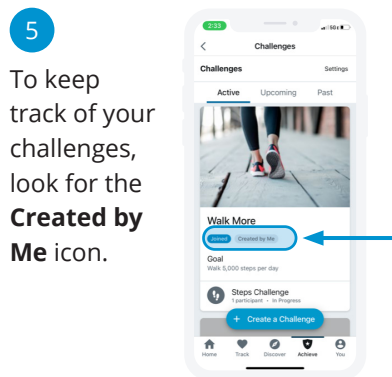 5
To keep
track of your
challenges,
look for the
Created by
Me icon.
2:33
5G
Challenges
Challenges Settings
Active Upcoming Past
Walk More
Joined Created by Me
Goal
Walk 5,000 steps per day
Steps Challenge
1 participant • In Progress
+ Create a Challenge
Home Track Discover Achieve You